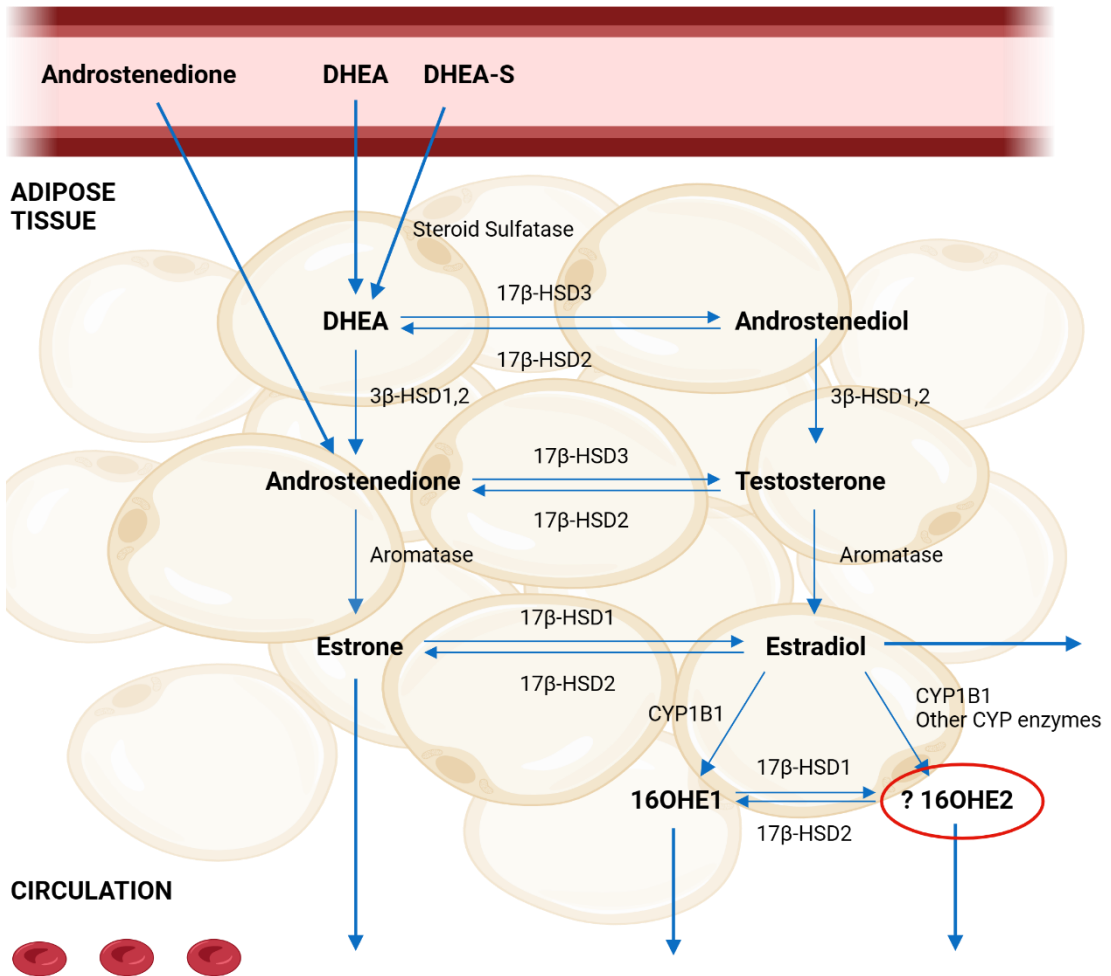 Androstenedione
DHEA
DHEA-S
ADIPOSE
TISSUE
Steroid Sulfatase
17β-HSD3
DHEA
Androstenediol
17β-HSD2
3β-HSD1,2
3β-HSD1,2
17β-HSD3
Androstenedione
Testosterone
17β-HSD2
Aromatase
Aromatase
17β-HSD1
Estrone
Estradiol
17β-HSD2
CYP1B1
CYP1B1
Other CYP enzymes
17β-HSD1
16OHE1
? 16OHE2
17β-HSD2
CIRCULATION